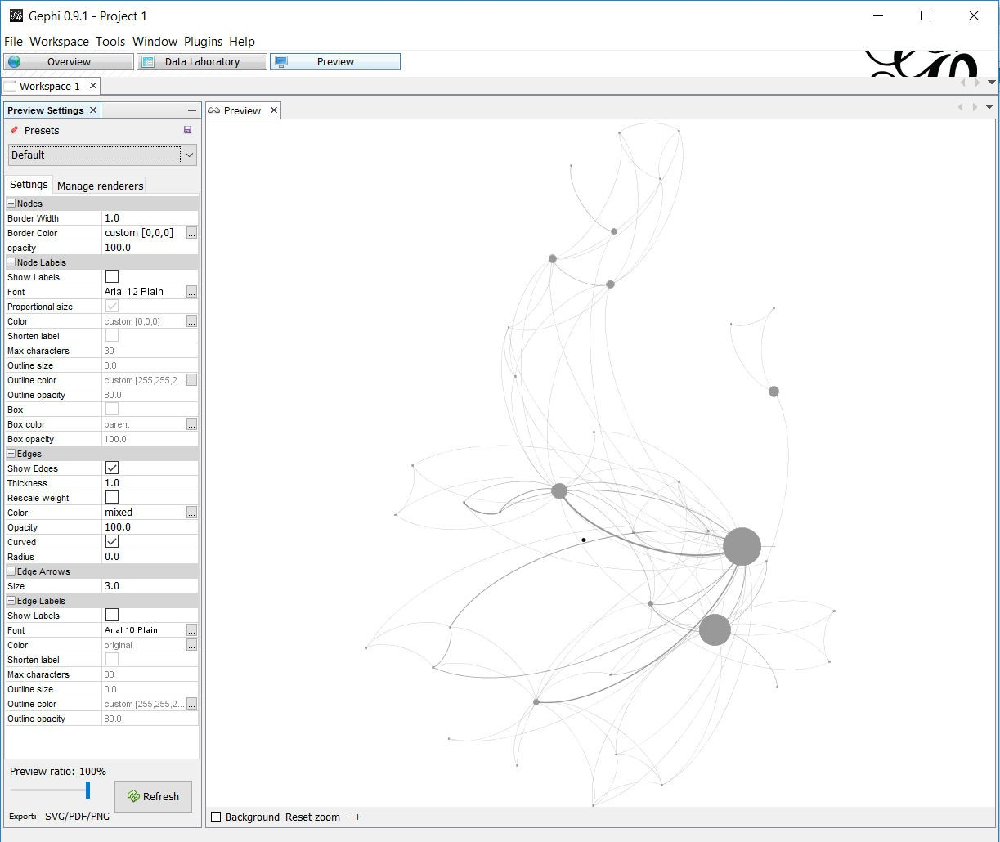 Gephi 0.9.1 - Project 1
File Workspace Tools Window Plugins Help
Overview Data Laboratory Preview
Workspace 1
Preview Settings
Preview
Presets
Default
Settings Manage renderers
Nodes
Border Width 1.0
Border Color custom [0,0,0] ...
opacity 100.0
Node Labels
Show Labels
Font Arial 12 Plain ...
Proportional size
Color custom [0,0,0] ...
Shorten label
Max characters 30
Outline size 0.0
Outline color custom [255,255,2... ...
Outline opacity 80.0
Box
Box color parent ...
Box opacity 100.0
Edges
Show Edges
Thickness 1.0
Rescale weight
Color mixed ...
Opacity 100.0
Curved
Radius 0.0
Edge Arrows
Size 3.0
Edge Labels
Show Labels
Font Arial 10 Plain ...
Color original ...
Shorten label
Max characters 30
Outline size 0.0
Outline color custom [255,255,2... ...
Outline opacity 80.0
Preview ratio: 100%
Refresh
Export: SVG/PDF/PNG
Background Reset zoom - +